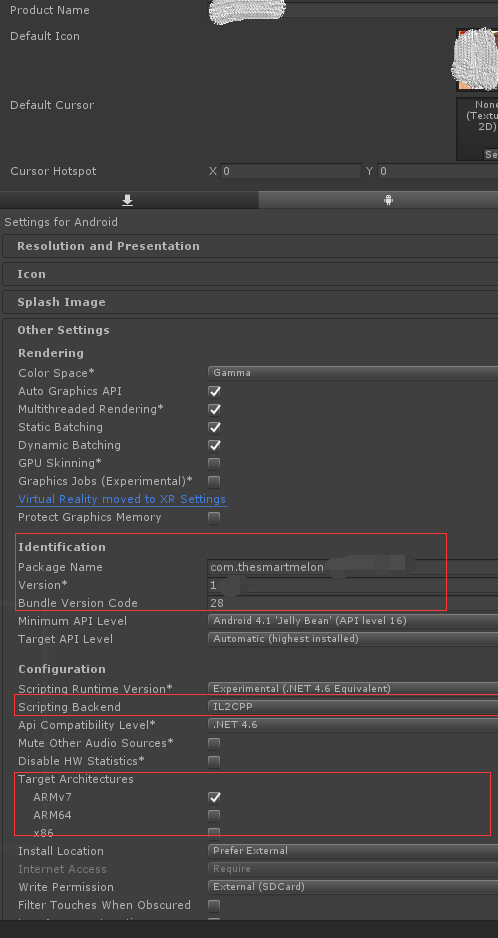 Product Name
Default Icon
Default Cursor
None
(Textu
2D)
Se
Cursor Hotspot X 0 Y 0
Settings for Android
Resolution and Presentation
Icon
Splash Image
Other Settings
Rendering
Color Space* Gamma
Auto Graphics API
Multithreaded Rendering*
Static Batching
Dynamic Batching
GPU Skinning*
Graphics Jobs (Experimental)*
Virtual Reality moved to XR Settings
Protect Graphics Memory
Identification
Package Name com.thesmartmelon
Version* 1
Bundle Version Code 28
Minimum API Level Android 4.1 'Jelly Bean' (API level 16)
Target API Level Automatic (highest installed)
Configuration
Scripting Runtime Version* Experimental (.NET 4.6 Equivalent)
Scripting Backend IL2CPP
Api Compatibility Level* .NET 4.6
Mute Other Audio Sources*
Disable HW Statistics*
Target Architectures
ARMv7
ARM64
x86
Install Location Prefer External
Internet Access Require
Write Permission External (SDCard)
Filter Touches When Obscured